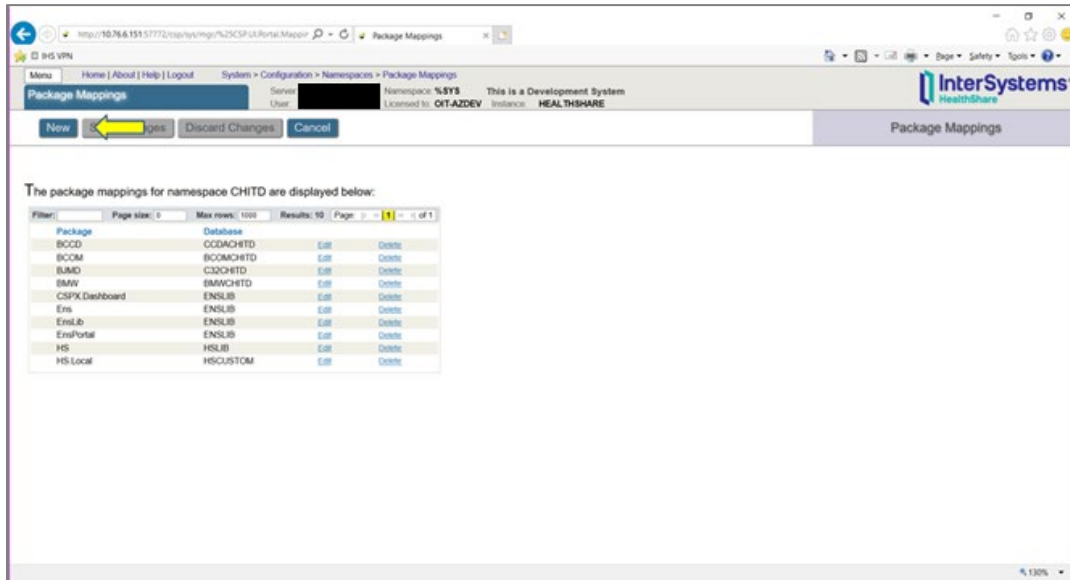 http://10.76.6.151:57772/csp/sys/mgr/%25CSP.UI.Portal.Mappin
Package Mappings
IHS VPN
Page Safety Tools
Menu Home | About | Help | Logout System > Configuration > Namespaces > Package Mappings
Package Mappings
Server:
User:
Namespace: %SYS
Licensed to: OIT-AZDEV
This is a Development System
Instance: HEALTHSHARE
InterSystems
HealthShare
New
Discard Changes
Cancel
Package Mappings
The package mappings for namespace CHITD are displayed below:
Filter: Page size: 0 Max rows: 1000 Results: 10 Page: 1 of 1
Package Database
BCCD CCDACHITD Edit Delete
BCOM BCOMCHITD Edit Delete
BJMD C32CHITD Edit Delete
BMW BMWCHITD Edit Delete
CSPX.Dashboard ENSLIB Edit Delete
Ens ENSLIB Edit Delete
EnsLib ENSLIB Edit Delete
EnsPortal ENSLIB Edit Delete
HS HSLIB Edit Delete
HS.Local HSCUSTOM Edit Delete
130%